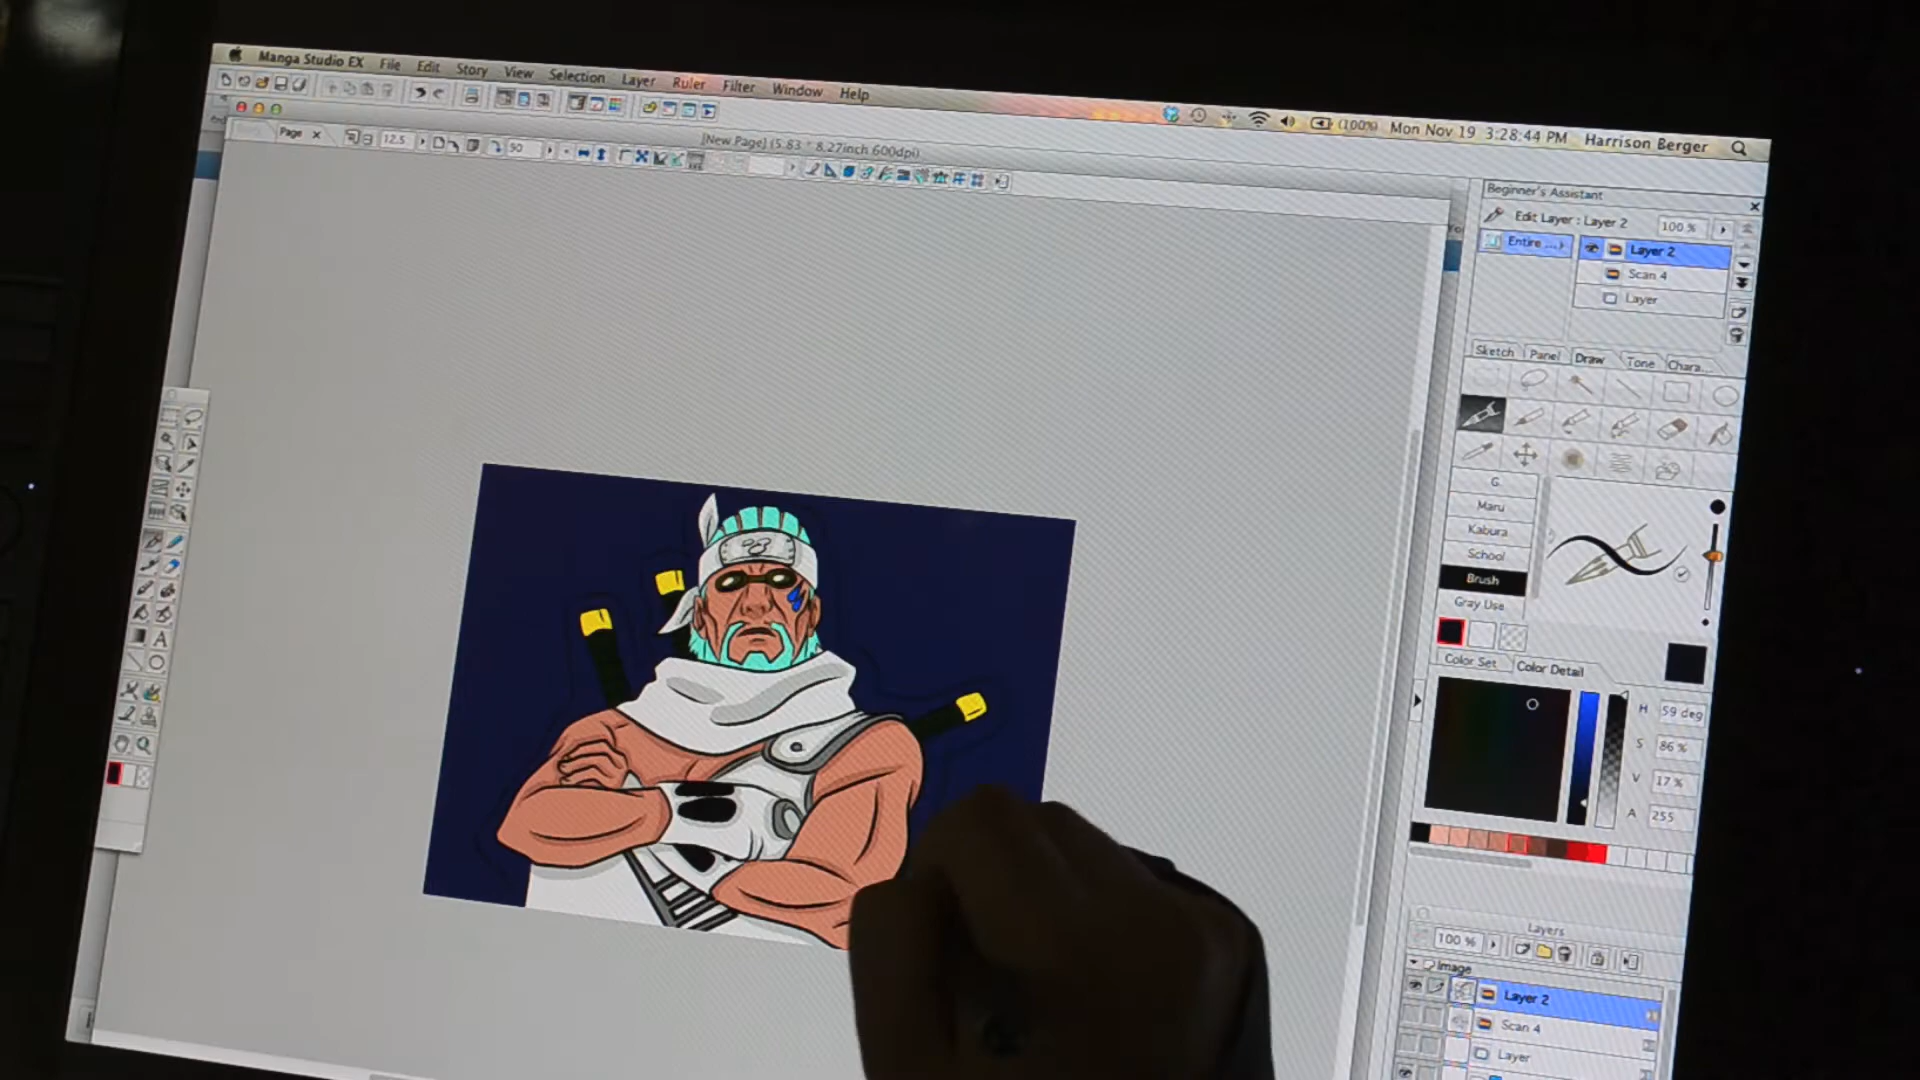 Manga Studio EX File Edit Story View Selection Layer Ruler Filter Window Help
(100%) Mon Nov 19 3:28:44 PM Harrison Berger
Page 12.5 50
[New Page] (5.83 * 8.27inch 600dpi)
Beginner's Assistant
Edit Layer : Layer 2 100 %
Entire ...
Layer 2
Scan 4
Layer
Sketch Panel Draw Tone Chara...
G
Maru
Kabura
School
Brush
Gray Use
Color Set Color Detail
H 59 deg
S 86 %
V 17 %
A 255
A
Layers
100 %
Image
Layer 2
Scan 4
Layer